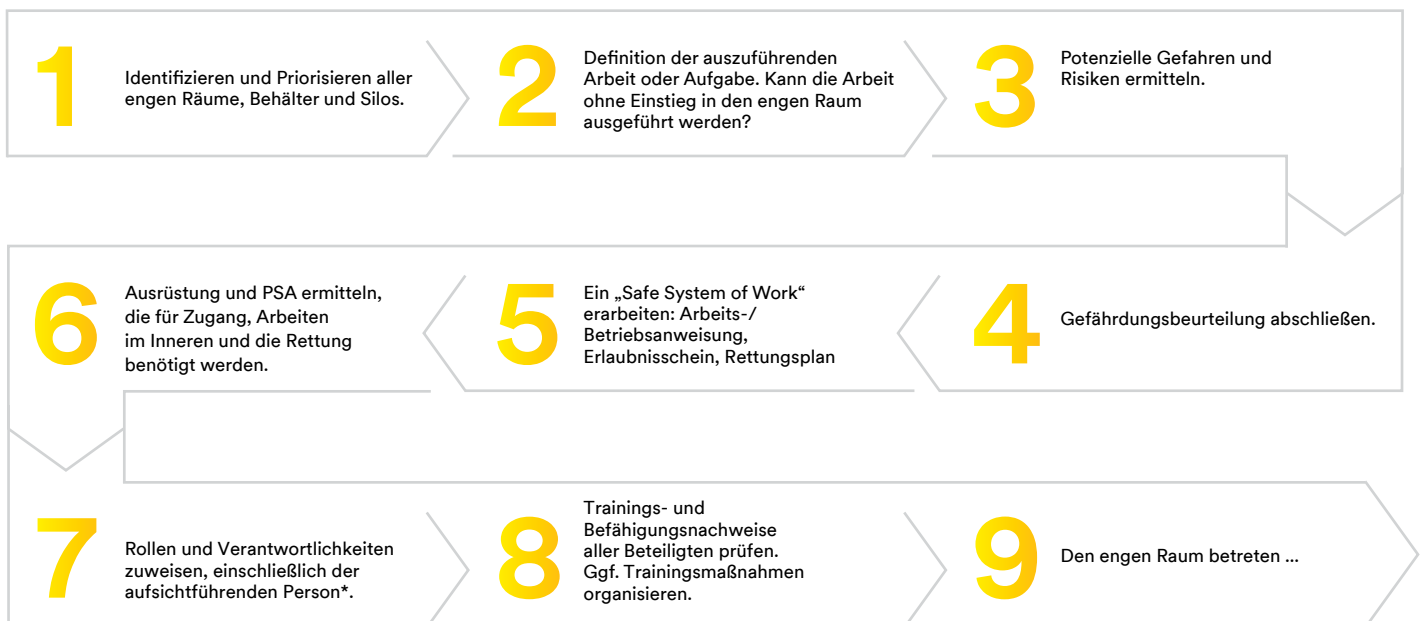 1
Identifizieren und Priorisieren aller
engen Räume, Behälter und Silos.
2
Definition der auszuführenden
Arbeit oder Aufgabe. Kann die Arbeit
ohne Einstieg in den engen Raum
ausgeführt werden?
3
Potenzielle Gefahren und
Risiken ermitteln.
4
Gefährdungsbeurteilung abschließen.
5
Ein „Safe System of Work“
erarbeiten: Arbeits-/
Betriebsanweisung,
Erlaubnisschein, Rettungsplan
6
Ausrüstung und PSA ermitteln,
die für Zugang, Arbeiten
im Inneren und die Rettung
benötigt werden.
7
Rollen und Verantwortlichkeiten
zuweisen, einschließlich der
aufsichtführenden Person*.
8
Trainings- und
Befähigungsnachweise
aller Beteiligten prüfen.
Ggf. Trainingsmaßnahmen
organisieren.
9
Den engen Raum betreten ...